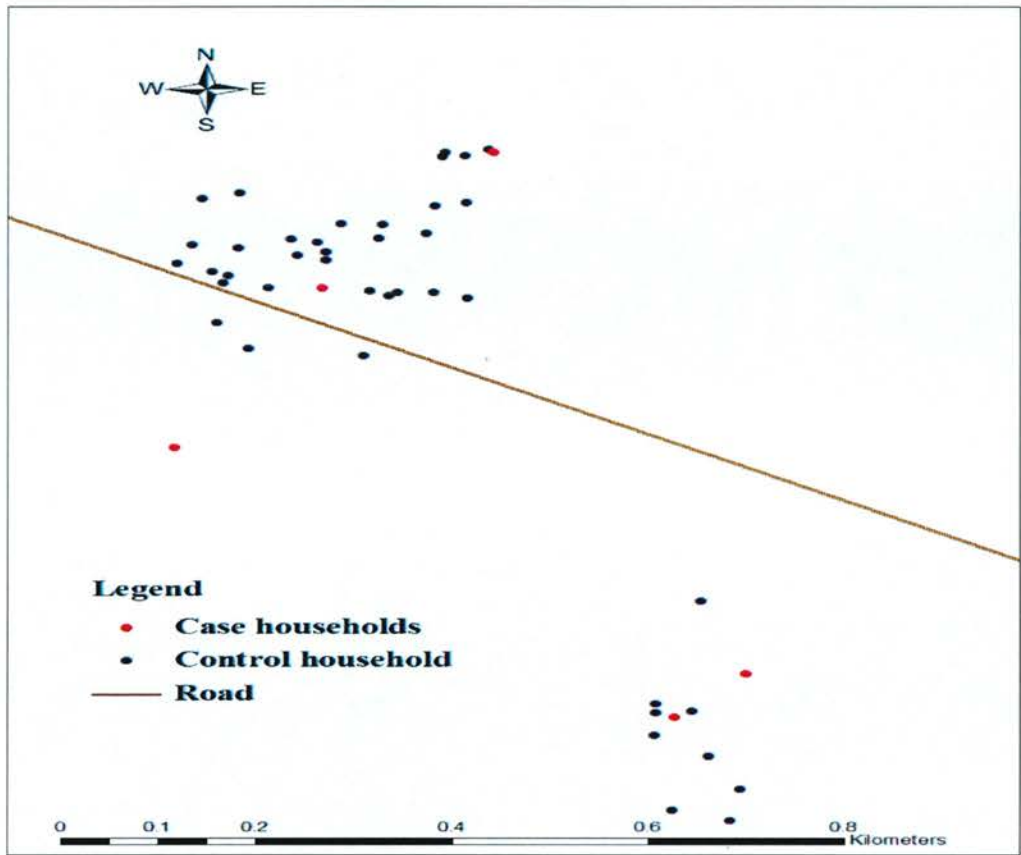 N
W E
S
Legend
Case households
Control household
Road
0 0.1 0.2 0.4 0.6 0.8
Kilometers